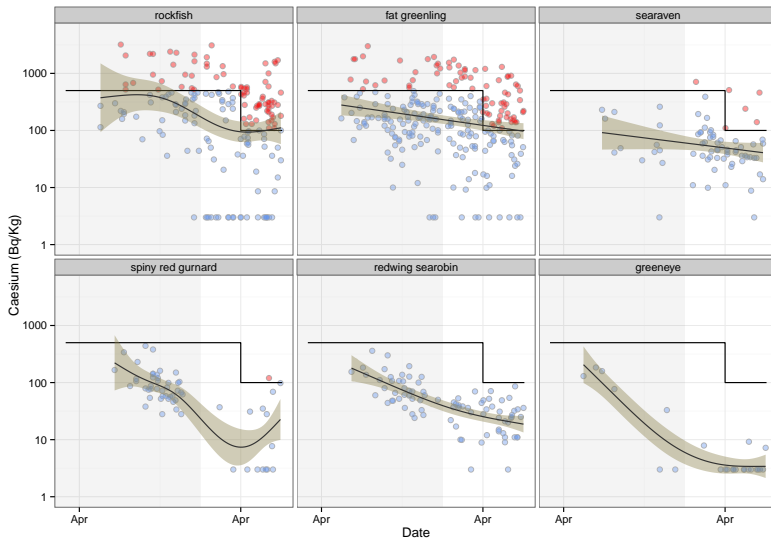 rockfish fat greenling searaven
1000
100
10
1
Caesium (Bq/Kg)
spiny red gurnard redwing searobin greeneye
1000
100
10
1
Apr Apr Apr Apr Apr Apr
Date